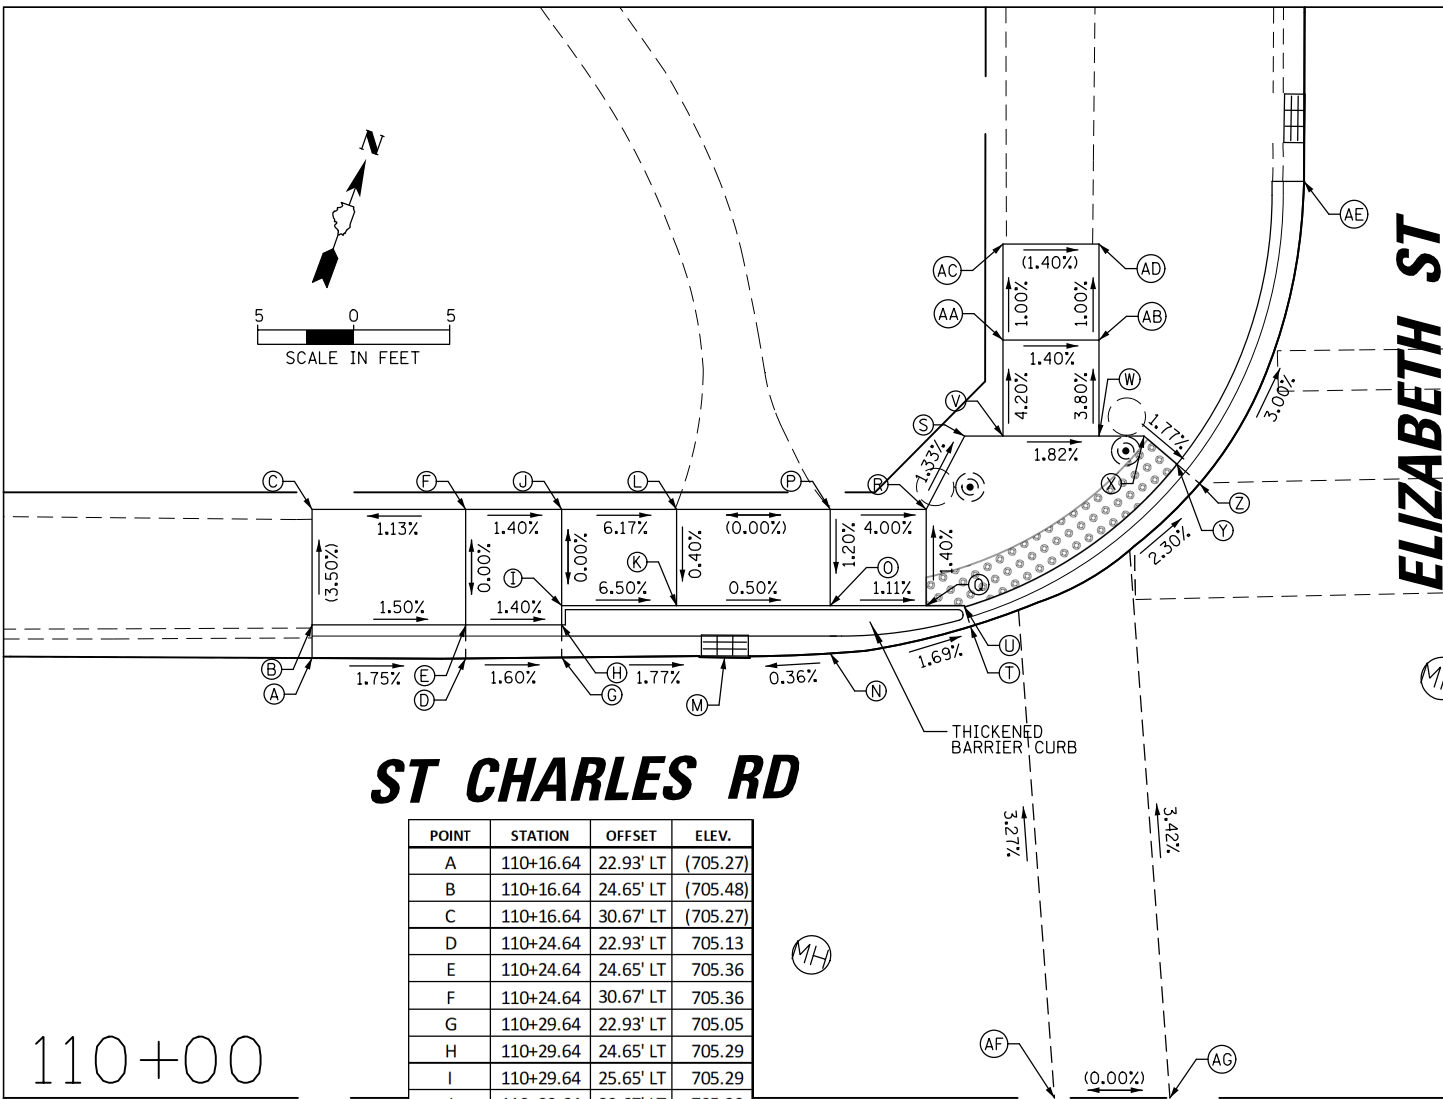 N
5 0 5
SCALE IN FEET
AE
ELIZABETH ST
AC
(1.40%)
AD
1.00%
1.00%
AA
AB
1.40%
4.20%
3.80%
W
V
S
1.33%
1.82%
1.77%
3.00%
X
Z
Y
2.30%
C
F
J
L
P
R
1.13%
1.40%
6.17%
(0.00%)
4.00%
(3.50%)
0.00%
0.00%
0.40%
1.20%
1.40%
I
K
O
Q
1.50%
1.40%
6.50%
0.50%
1.11%
B
A
1.75%
E
D
1.60%
H
G
1.77%
M
0.36%
N
1.69%
U
T
THICKENED
BARRIER CURB
ST CHARLES RD
3.27%
3.42%
MH
POINT STATION OFFSET ELEV.
A 110+16.64 22.93' LT (705.27)
B 110+16.64 24.65' LT (705.48)
C 110+16.64 30.67' LT (705.27)
D 110+24.64 22.93' LT 705.13
E 110+24.64 24.65' LT 705.36
F 110+24.64 30.67' LT 705.36
G 110+29.64 22.93' LT 705.05
H 110+29.64 24.65' LT 705.29
I 110+29.64 25.65' LT 705.29
110+00
AF
(0.00%)
AG